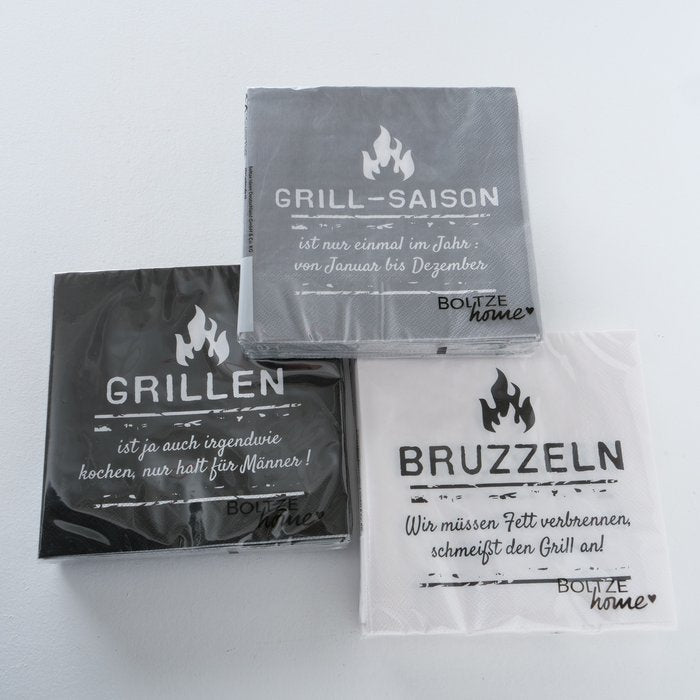 GRILL-SAISON
ist nur einmal im Jahr :
von Januar bis Dezember
BOLTZE
home
GRILLEN
ist ja auch irgendwie
kochen, nur halt für Männer !
BOLTZE
home
BRUZZELN
Wir müssen Fett verbrennen,
schmeißt den Grill an!
BOLTZE
home